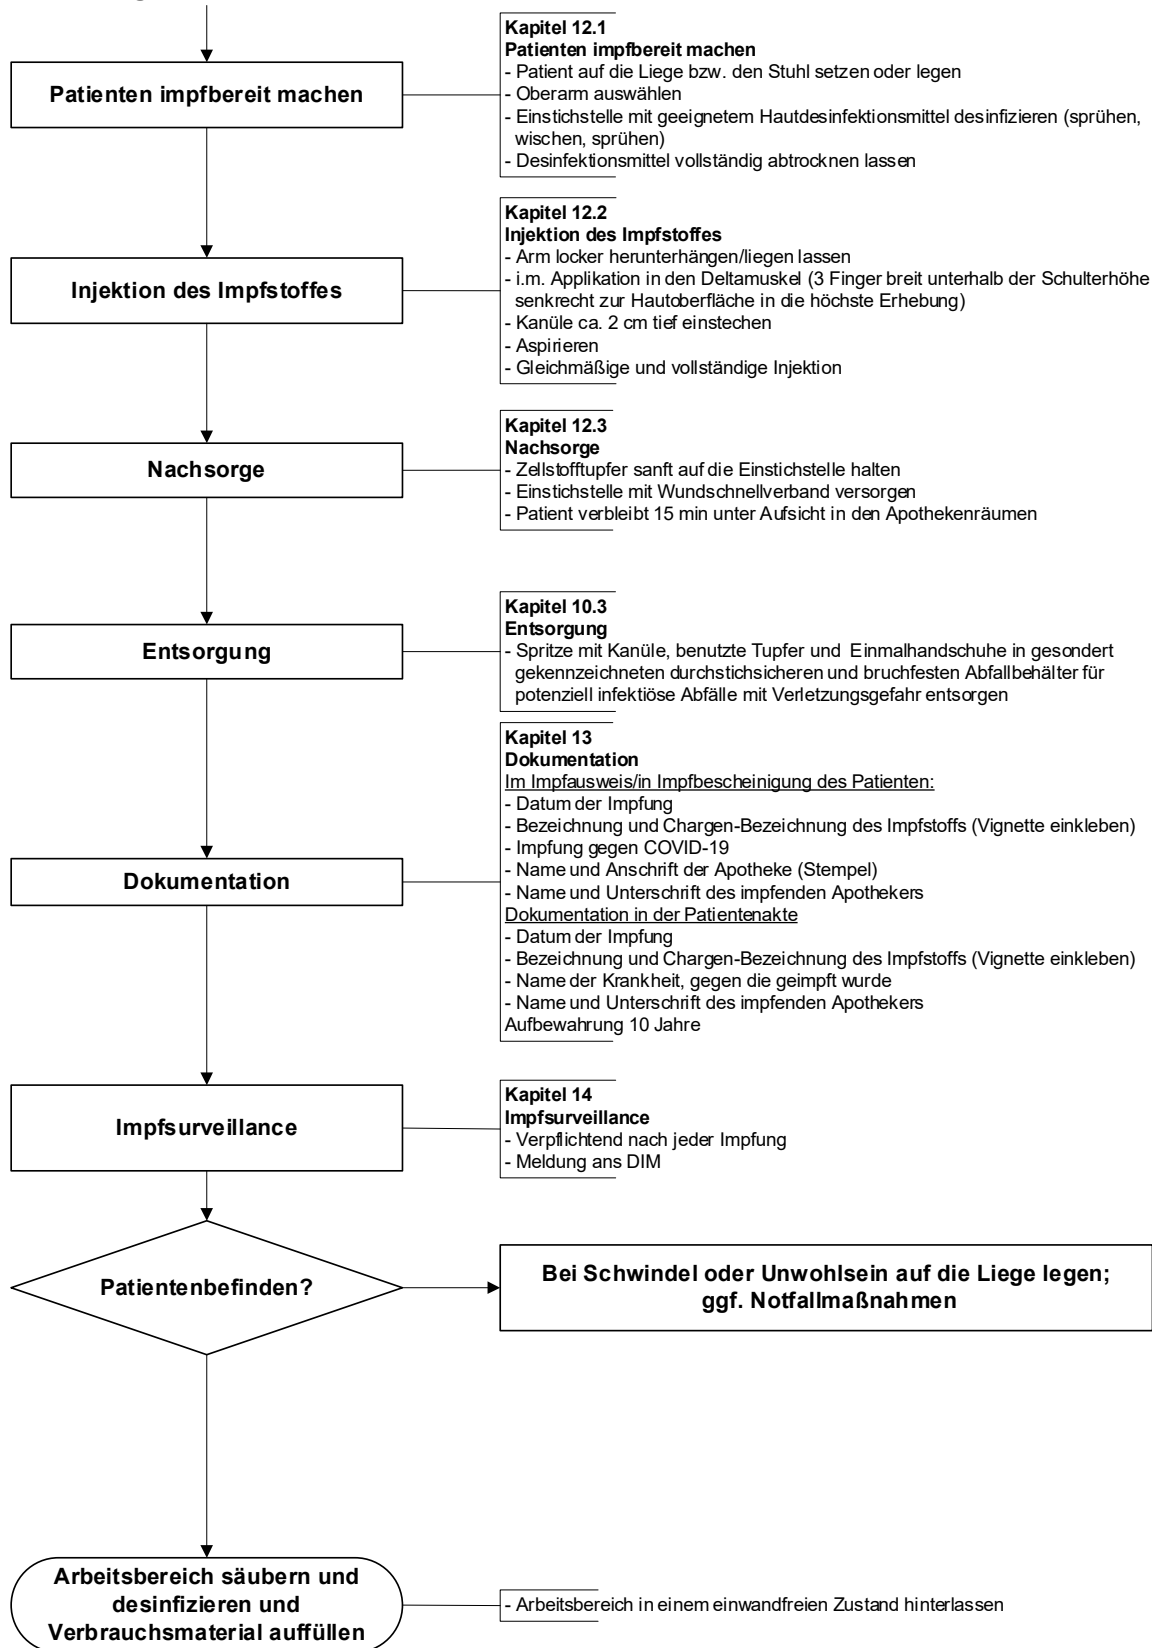 Kapitel 12.1
Patienten impfbereit machen
- Patient auf die Liege bzw. den Stuhl setzen oder legen
Patienten impfbereit machen
- Oberarm auswählen
- Einstichstelle mit geeignetem Hautdesinfektionsmittel desinfizieren (sprühen,
wischen, sprühen)
- Desinfektionsmittel vollständig abtrocknen lassen
Kapitel 12.2
Injektion des Impfstoffes
- Arm locker herunterhängen/liegen lassen
Injektion des Impfstoffes
- i.m. Applikation in den Deltamuskel (3 Finger breit unterhalb der Schulterhöhe
senkrecht zur Hautoberfläche in die höchste Erhebung)
- Kanüle ca. 2 cm tief einstechen
- Aspirieren
- Gleichmäßige und vollständige Injektion
Kapitel 12.3
Nachsorge
Nachsorge
- Zellstofftupfer sanft auf die Einstichstelle halten
- Einstichstelle mit Wundschnellverband versorgen
- Patient verbleibt 15 min unter Aufsicht in den Apothekenräumen
Kapitel 10.3
Entsorgung
Entsorgung
- Spritze mit Kanüle, benutzte Tupfer und Einmalhandschuhe in gesondert
gekennzeichneten durchstichsicheren und bruchfesten Abfallbehälter für
potenziell infektiöse Abfälle mit Verletzungsgefahr entsorgen
Kapitel 13
Dokumentation
Im Impfausweis/in Impfbescheinigung des Patienten:
- Datum der Impfung
- Bezeichnung und Chargen-Bezeichnung des Impfstoffs (Vignette einkleben)
- Impfung gegen COVID-19
- Name und Anschrift der Apotheke (Stempel)
Dokumentation
- Name und Unterschrift des impfenden Apothekers
Dokumentation in der Patientenakte
- Datum der Impfung
- Bezeichnung und Chargen-Bezeichnung des Impfstoffs (Vignette einkleben)
- Name der Krankheit, gegen die geimpft wurde
- Name und Unterschrift des impfenden Apothekers
Aufbewahrung 10 Jahre
Kapitel 14
Impfsurveillance
Impfsurveillance
- Verpflichtend nach jeder Impfung
- Meldung ans DIM
Patientenbefinden?
Bei Schwindel oder Unwohlsein auf die Liege legen;
ggf. Notfallmaßnahmen
Arbeitsbereich säubern und
desinfizieren und
Verbrauchsmaterial auffüllen
- Arbeitsbereich in einem einwandfreien Zustand hinterlassen